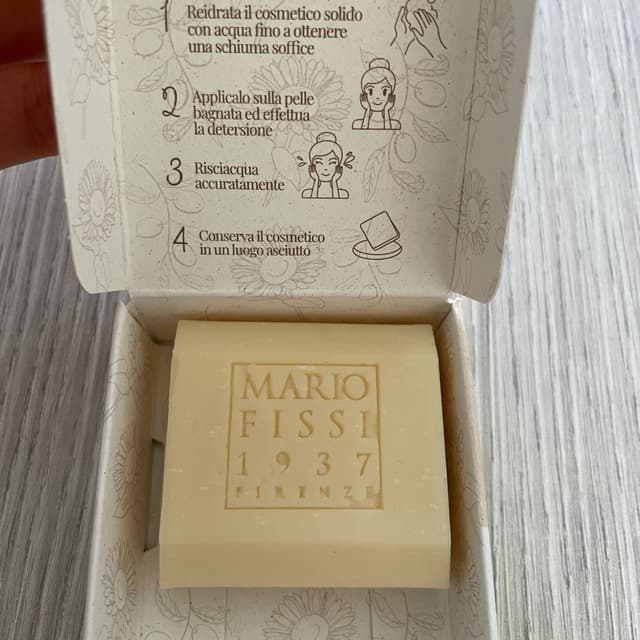 1 Reidrata il cosmetico solido
con acqua fino a ottenere
una schiuma soffice
2 Applicalo sulla pelle
bagnata ed effettua
la detersione
3 Risciacqua
accuratamente
4 Conserva il cosmetico
in un luogo asciutto
MARIO
FISSI
1937
FIRENZE